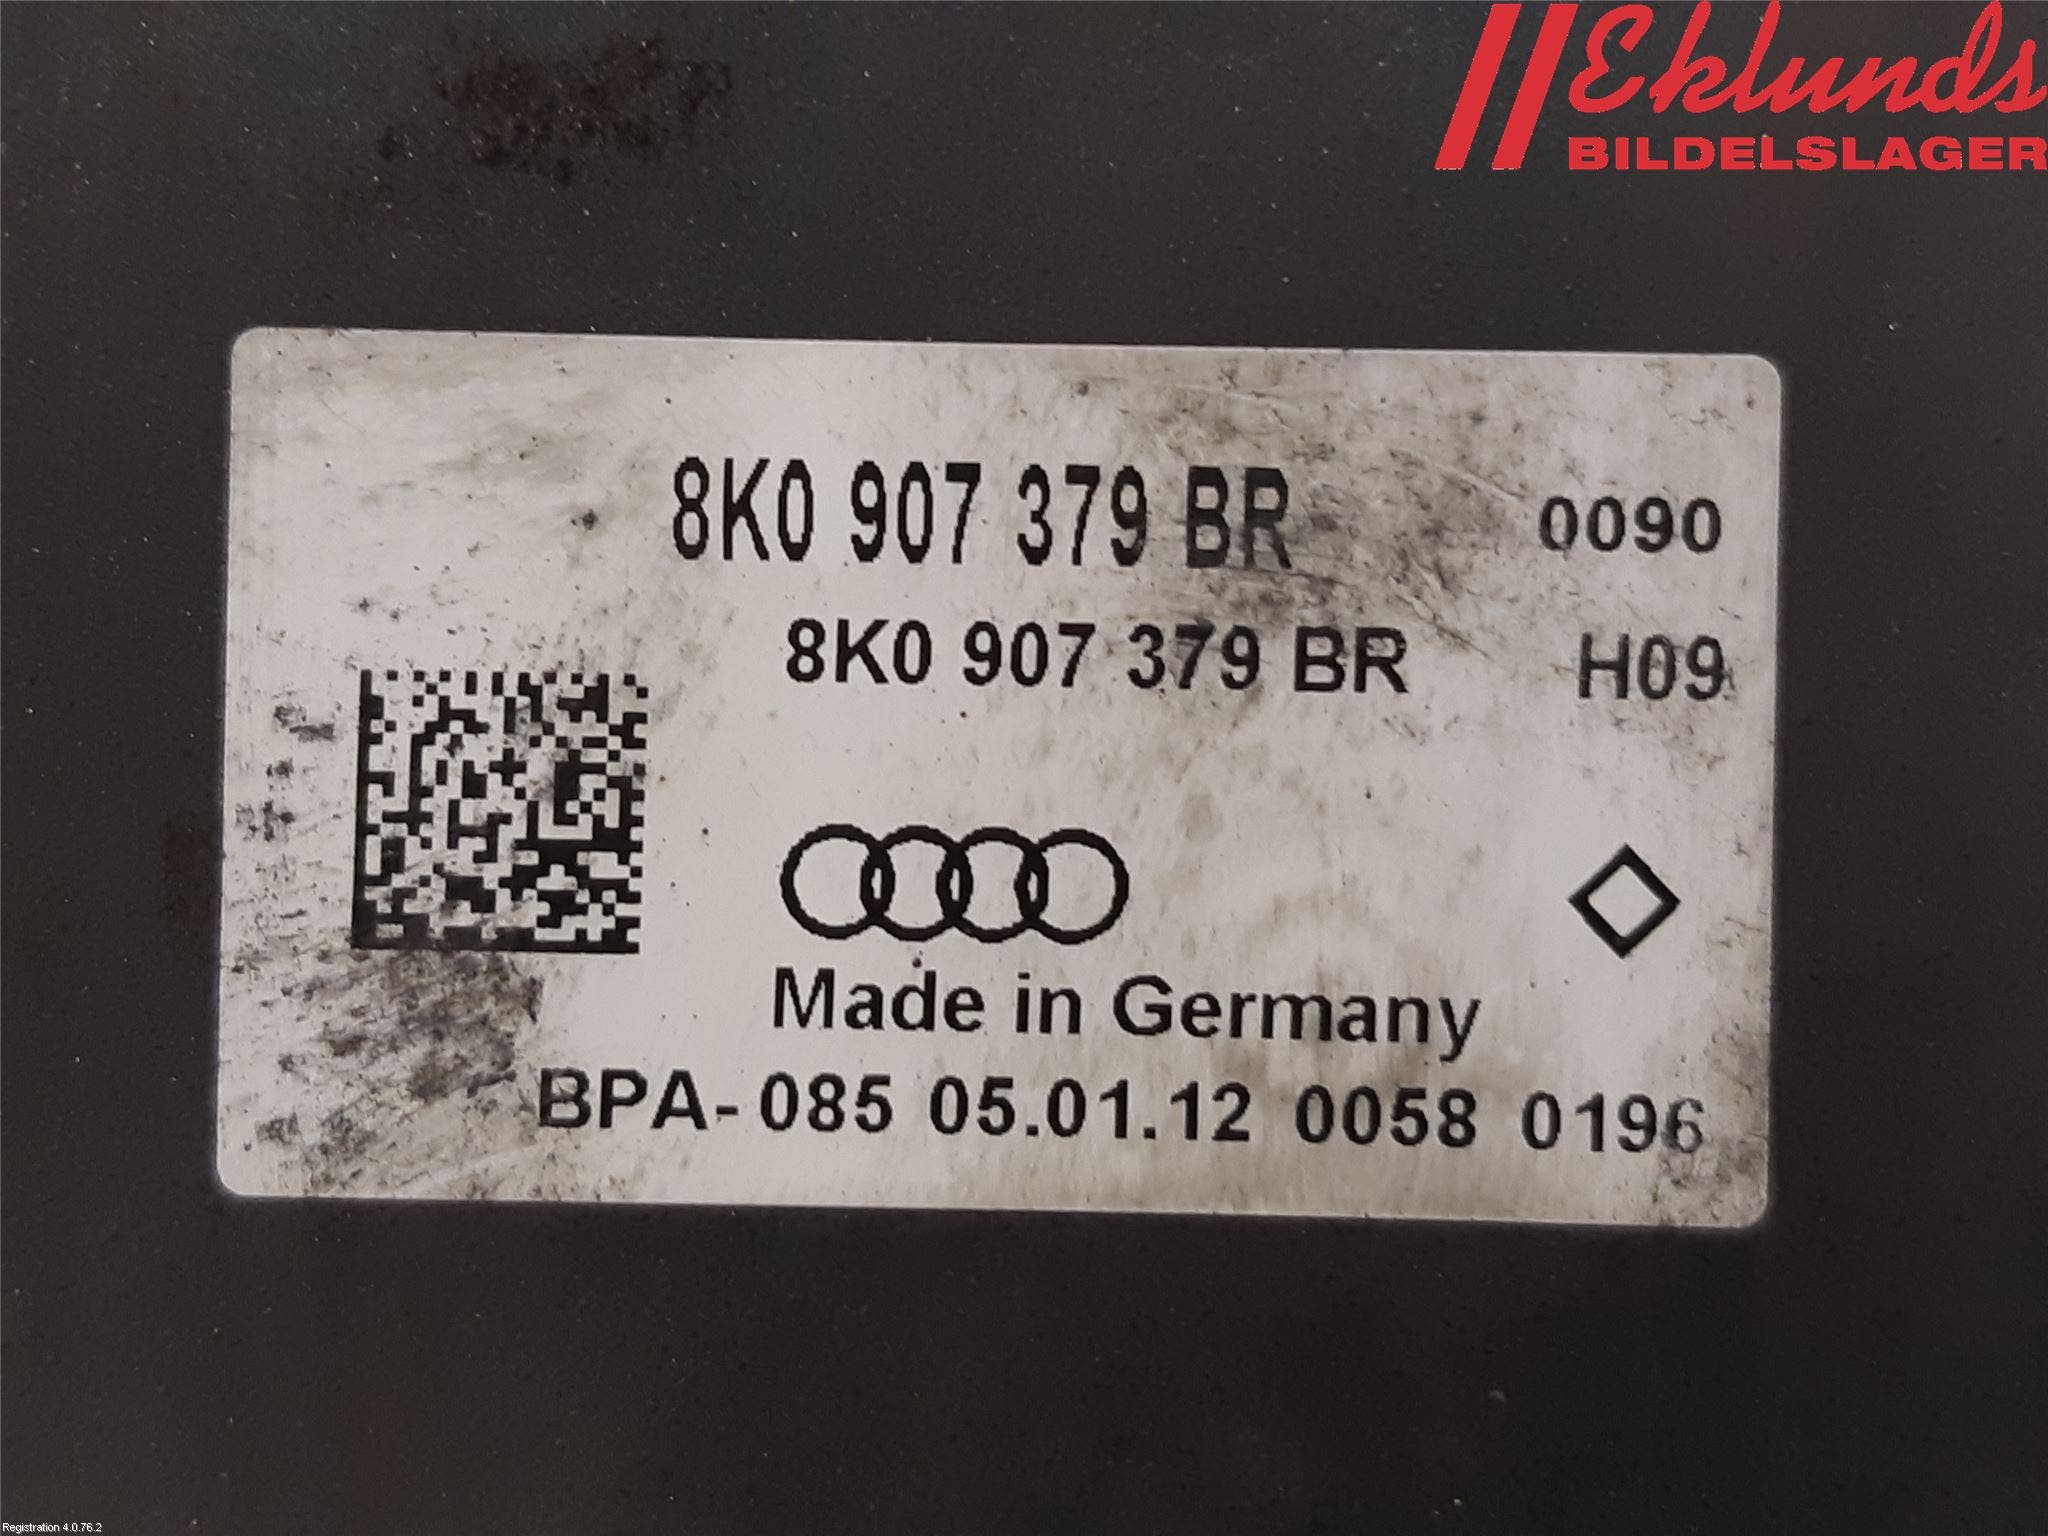 Eklunds
BILDELSLAGER
8K0 907 379 BR 0090
8K0 907 379 BR H09
Made in Germany
BPA-085 05.01.12 0058 0196
Registration 4.0.76.2